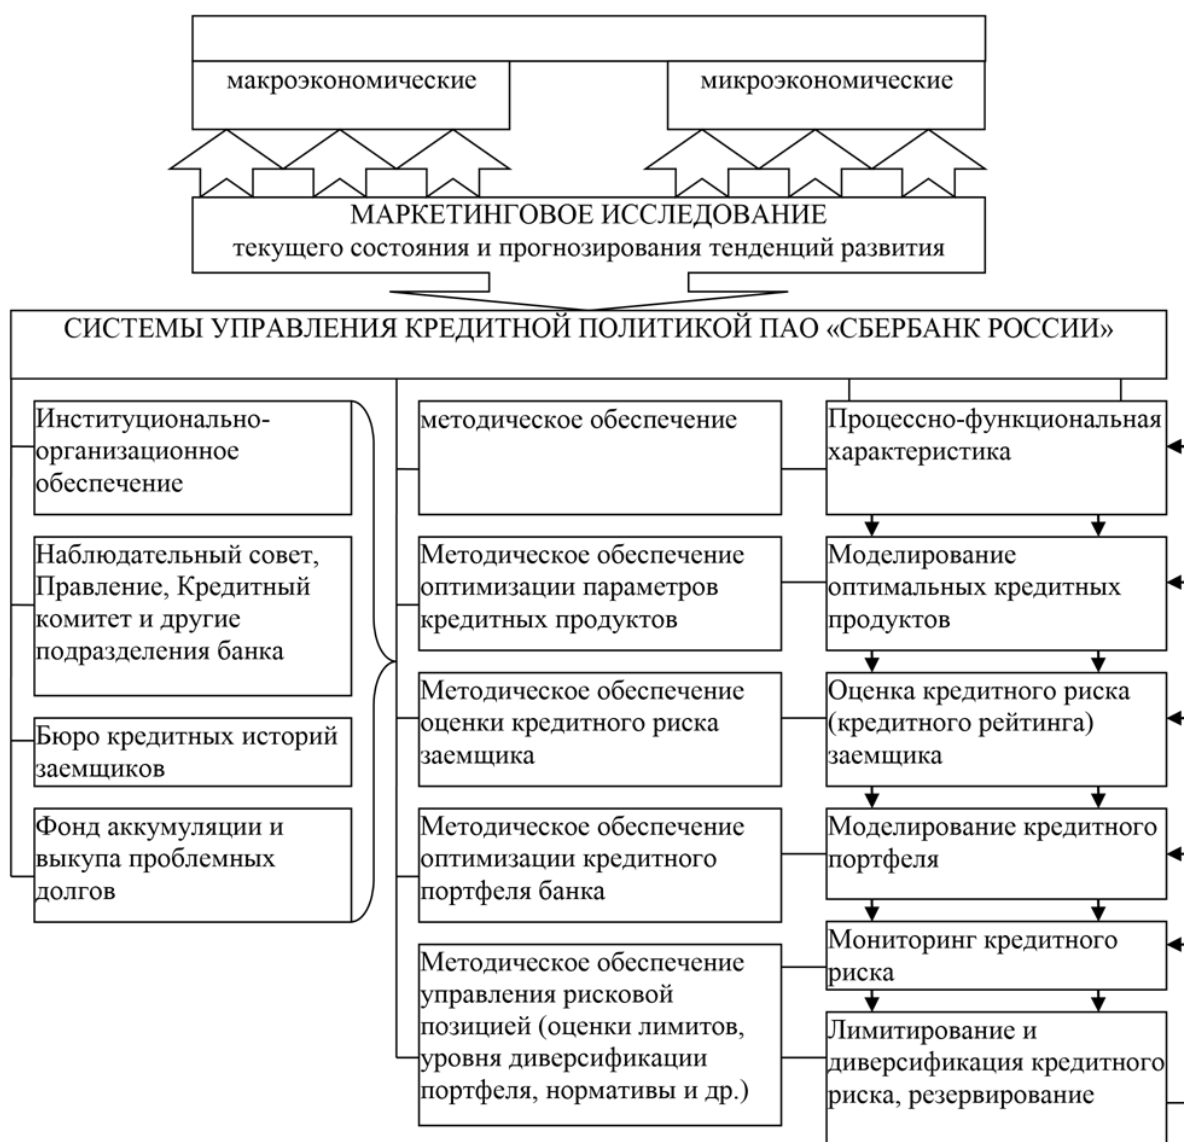 макроэкономические
микроэкономические
МАРКЕТИНГОВОЕ ИССЛЕДОВАНИЕ
текущего состояния и прогнозирования тенденций развития
СИСТЕМЫ УПРАВЛЕНИЯ КРЕДИТНОЙ ПОЛИТИКОЙ ПАО «СБЕРБАНК РОССИИ»
Институционально-
организационное
обеспечение
Наблюдательный совет,
Правление, Кредитный
комитет и другие
подразделения банка
Бюро кредитных историй
заемщиков
Фонд аккумуляции и
выкупа проблемных
долгов
методическое обеспечение
Методическое обеспечение
оптимизации параметров
кредитных продуктов
Методическое обеспечение
оценки кредитного риска
заемщика
Методическое обеспечение
оптимизации кредитного
портфеля банка
Методическое обеспечение
управления рисковой
позицией (оценки лимитов,
уровня диверсификации
портфеля, нормативы и др.)
Процессно-функциональная
характеристика
Моделирование
оптимальных кредитных
продуктов
Оценка кредитного риска
(кредитного рейтинга)
заемщика
Моделирование кредитного
портфеля
Мониторинг кредитного
риска
Лимитирование и
диверсификация кредитного
риска, резервирование